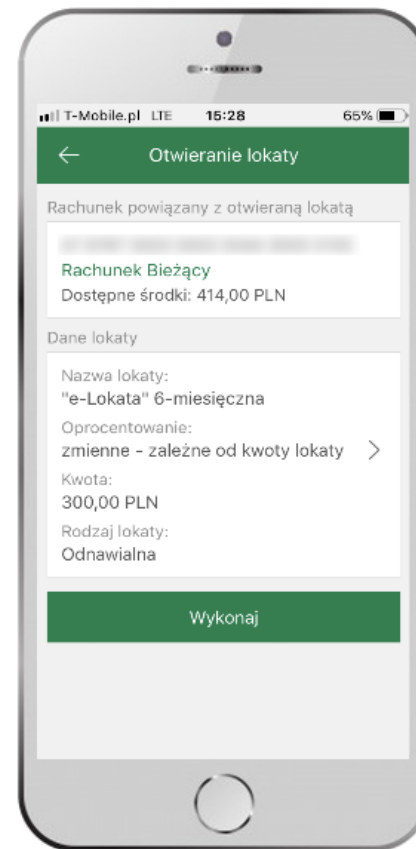 T-Mobile.pl LTE 15:28 65%
Otwieranie lokaty
Rachunek powiązany z otwieraną lokatą
Rachunek Bieżący
Dostępne środki: 414,00 PLN
Dane lokaty
Nazwa lokaty:
"e-Lokata" 6-miesięczna
Oprocentowanie:
zmienne - zależne od kwoty lokaty
Kwota:
300,00 PLN
Rodzaj lokaty:
Odnawialna
Wykonaj